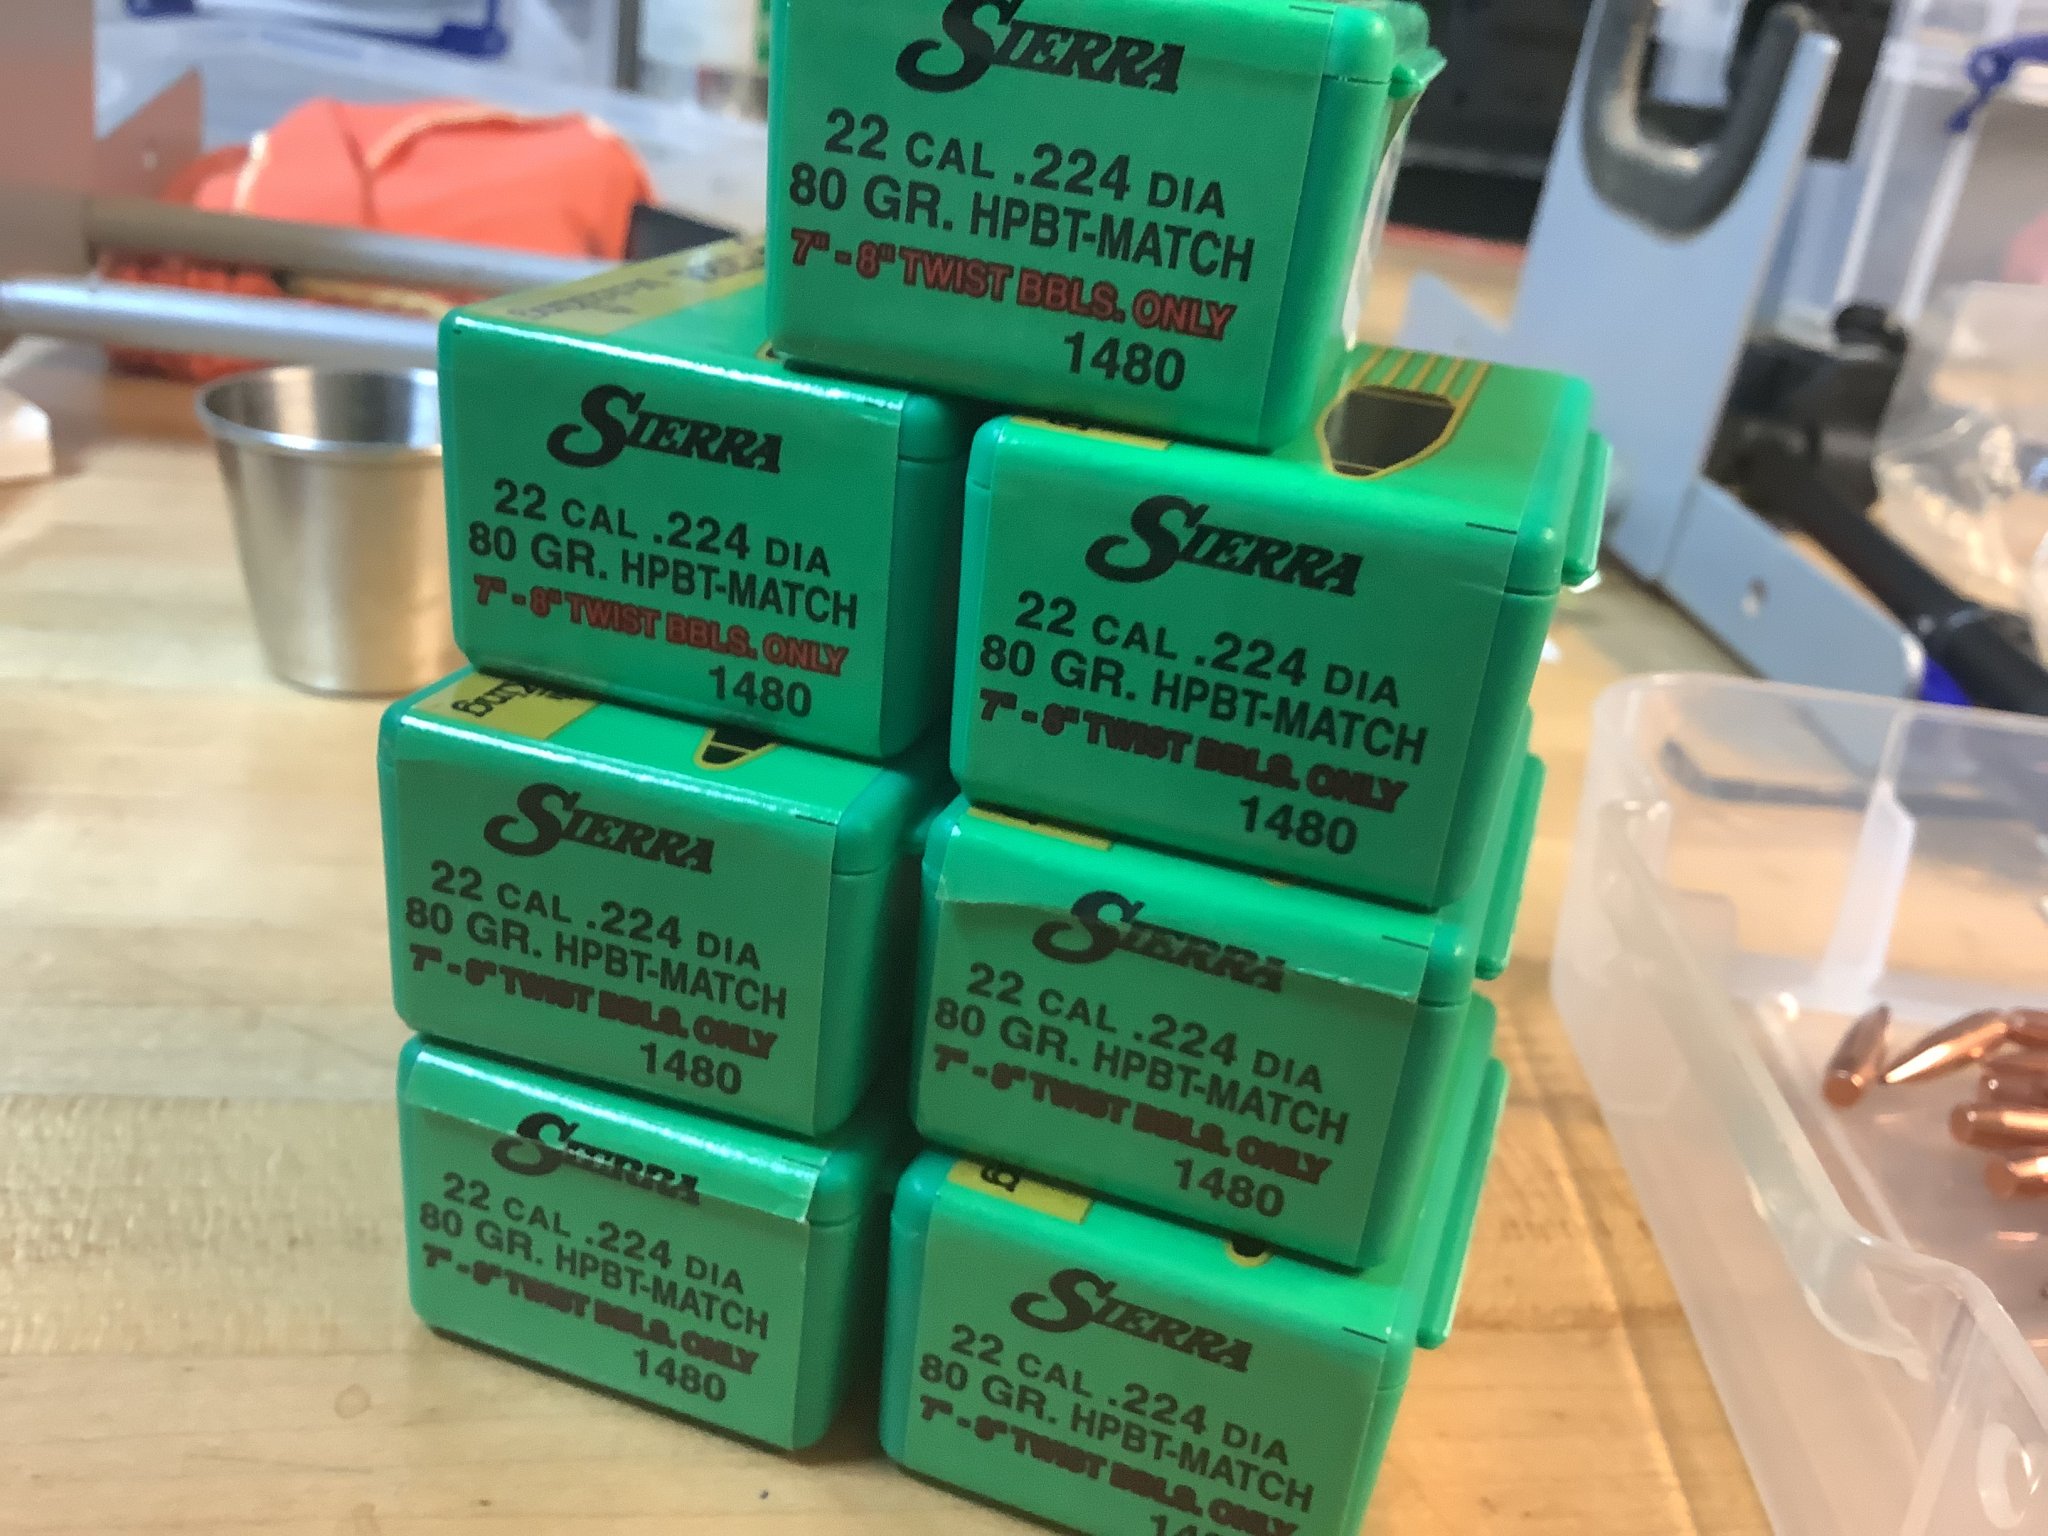 SIERRA
22 CAL .224 DIA
80 GR. HPBT-MATCH
7" - 8" TWIST BBLS. ONLY
1480
SIERRA
22 CAL .224 DIA
80 GR. HPBT-MATCH
7" - 8" TWIST BBLS. ONLY
1480
SIERRA
22 CAL .224 DIA
80 GR. HPBT-MATCH
7" - 8" TWIST BBLS. ONLY
1480
SIERRA
22 CAL .224 DIA
80 GR. HPBT-MATCH
7" - 8" TWIST BBLS. ONLY
1480
SIERRA
22 CAL .224 DIA
80 GR. HPBT-MATCH
7" - 8" TWIST BBLS. ONLY
1480
SIERRA
22 CAL .224 DIA
80 GR. HPBT-MATCH
7" - 8" TWIST BBLS. ONLY
1480
SIERRA
22 CAL .224 DIA
80 GR. HPBT-MATCH
7" - 8" TWIST BBLS. ONLY